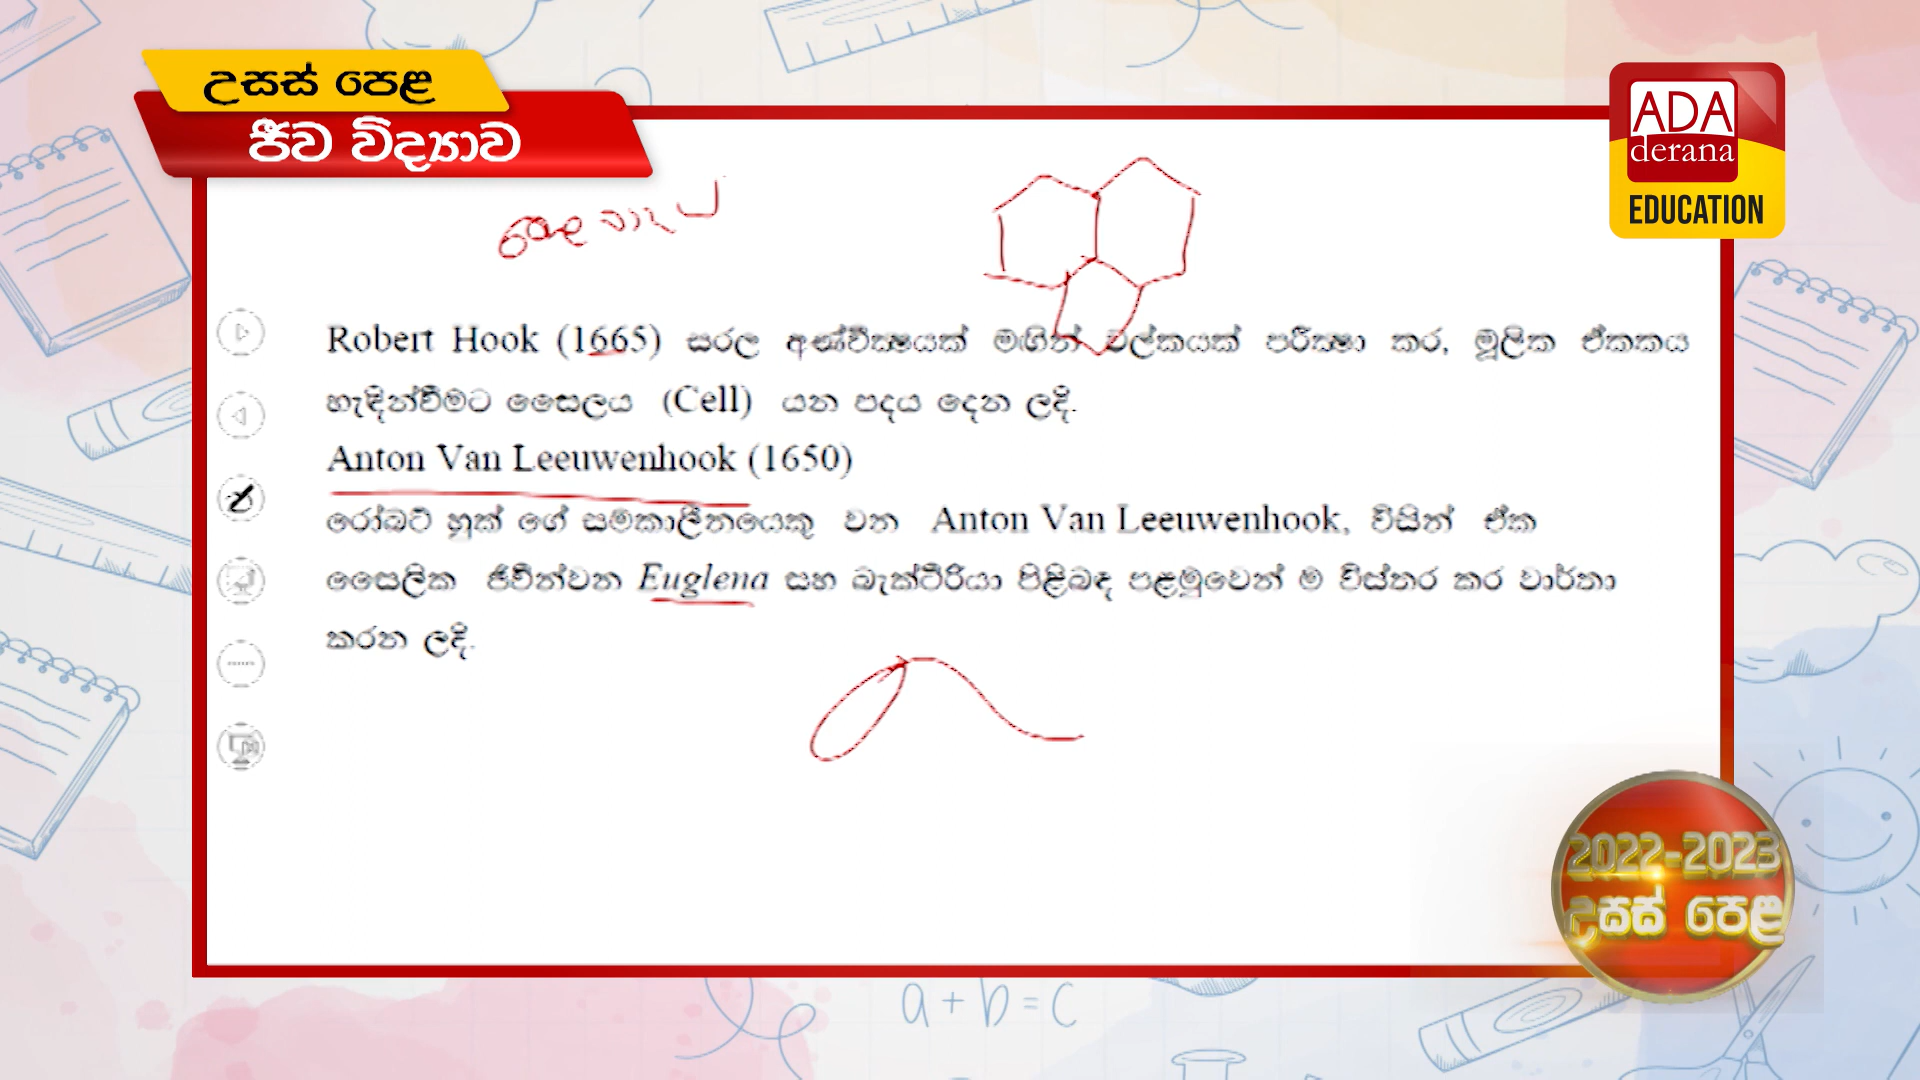 උසස් පෙළ
ජීව විද්‍යාව
ADA
derana
EDUCATION
Robert Hook (1665) සරල අණ්වීක්ෂයක් මගින් වල්කයක් පරීක්ෂා කර, මූලික ඒකකය
හැඳින්වීමට සෛලය (Cell) යන පදය දෙන ලදි.
Anton Van Leeuwenhook (1650)
රෝබට් හුක් ගේ සමකාලීනයෙකු වන Anton Van Leeuwenhook, විසින් ඒක
සෛලික ජීවීන්වන Euglena සහ බැක්ටීරියා පිළිබඳ පළමුවෙන් ම විස්තර කර වාර්තා
කරන ලදි.
2022-2023
උසස් පෙළ
a + b = c